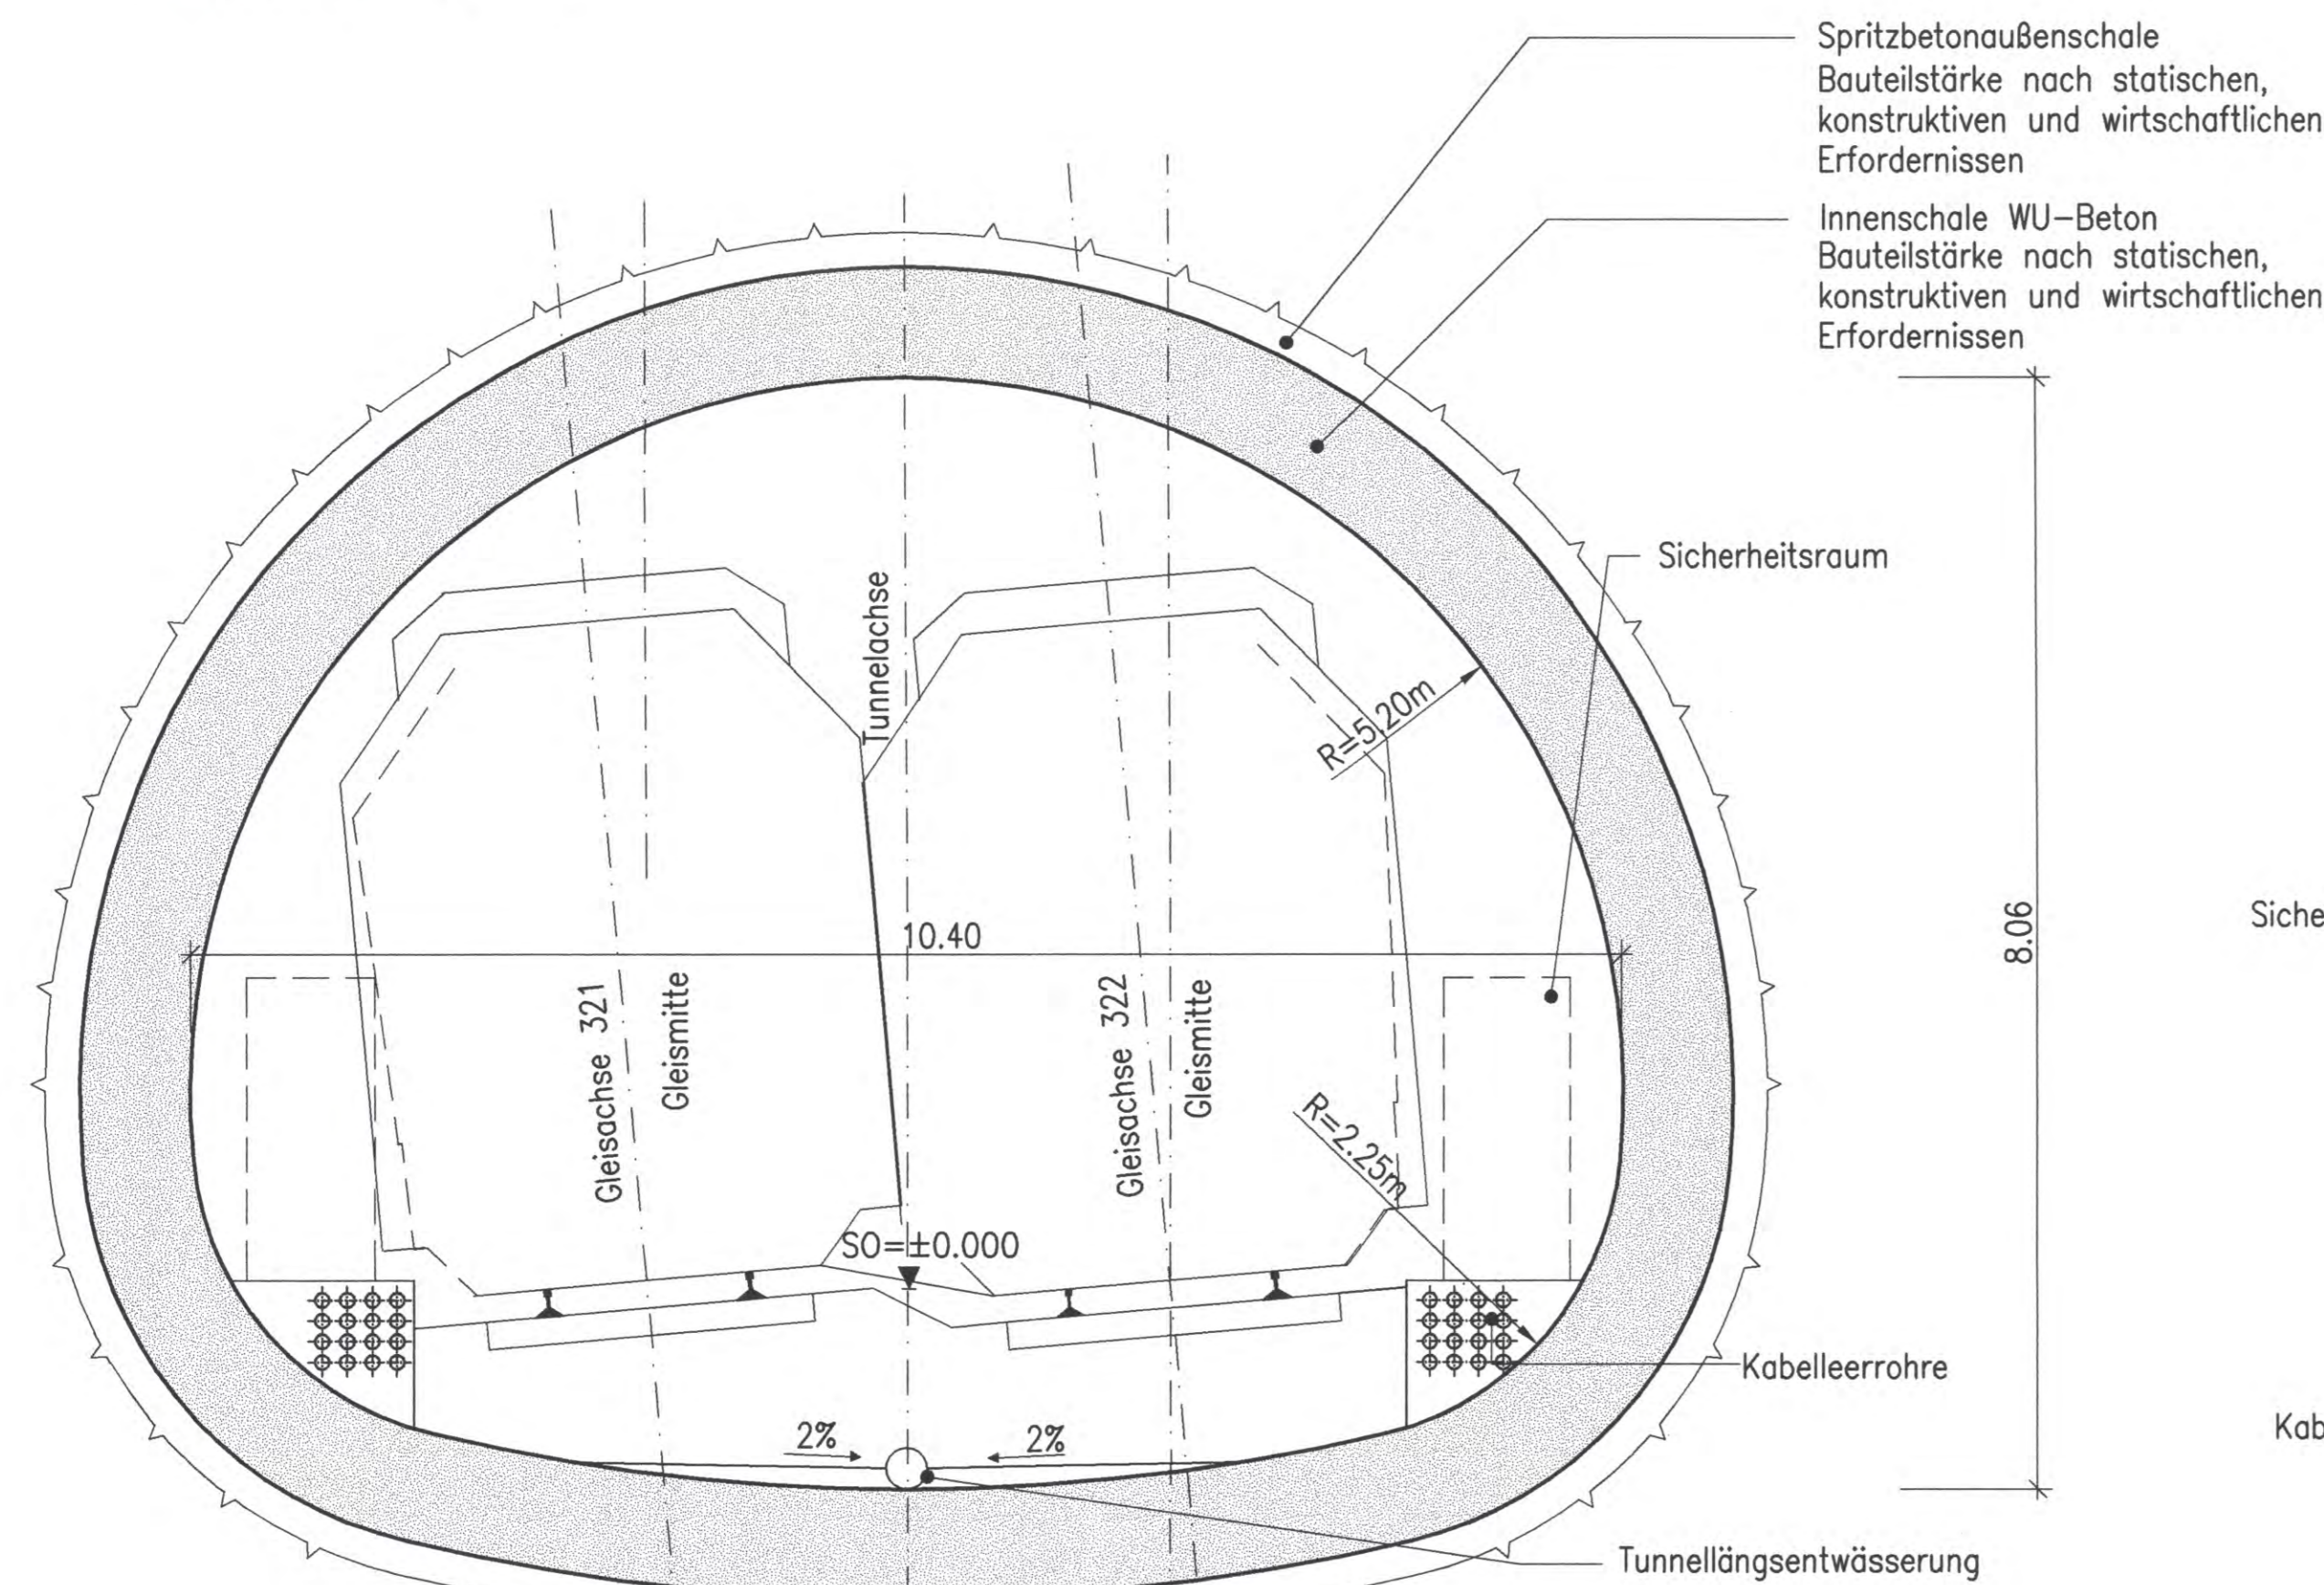 Spritzbetonaußenschale
Bauteilstärke nach statischen,
konstruktiven und wirtschaftlichen
Erfordernissen
Innenschale WU-Beton
Bauteilstärke nach statischen,
konstruktiven und wirtschaftlichen
Erfordernissen
Sicherheitsraum
Tunnelachse
R=5.20m
10.40
8.06
Siche
Gleisachse 321
Gleismitte
Gleisachse 322
Gleismitte
R=2.25m
SO=±0.000
Kabelleerrohre
Kab
2%
2%
Tunnellängsentwässerung